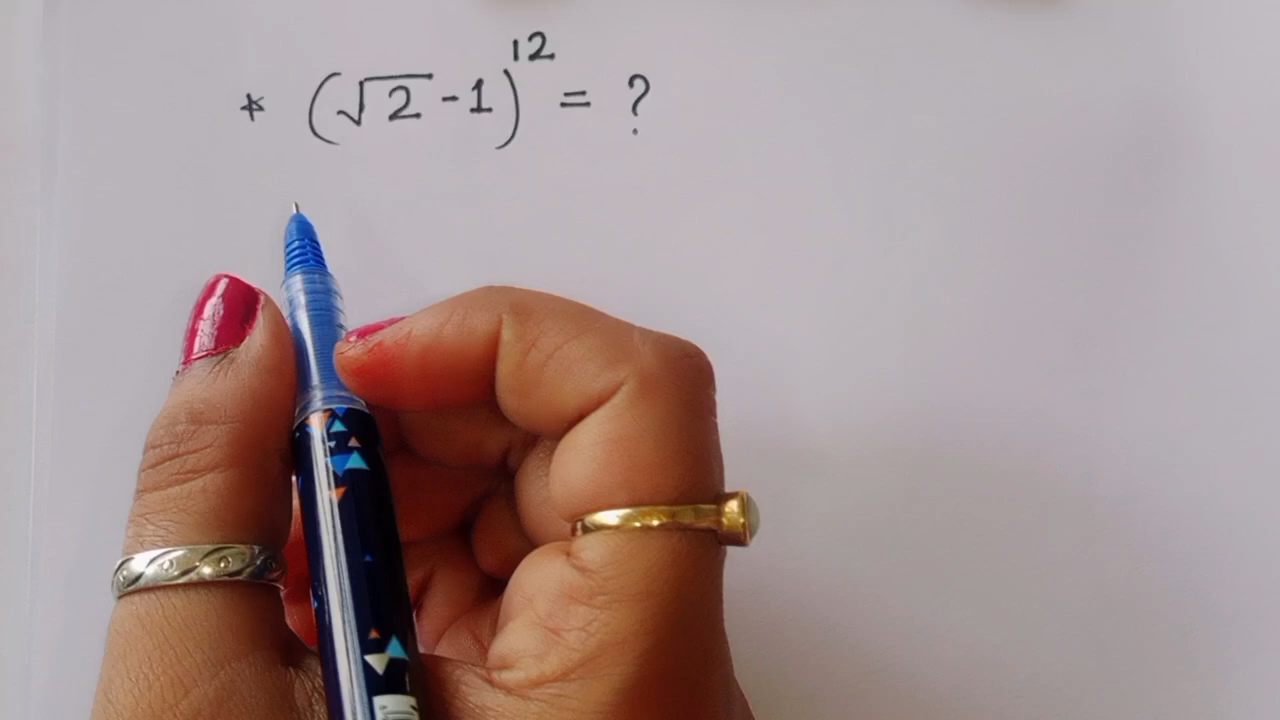 * (√2-1)^12 = ?